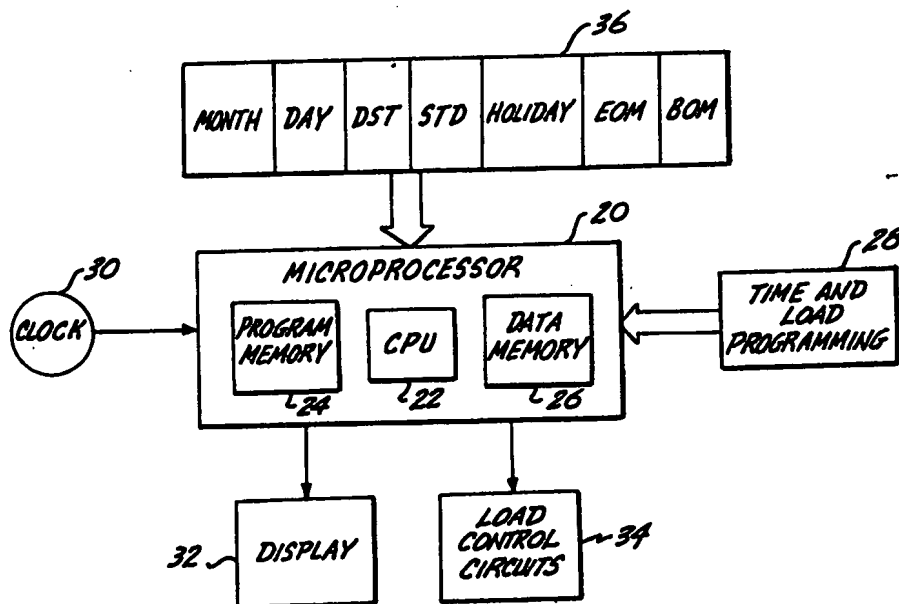 36
MONTH DAY DST STD HOLIDAY EOM BOM
20
MICROPROCESSOR
30
CLOCK
PROGRAM
MEMORY
24
CPU
22
DATA
MEMORY
26
28
TIME AND
LOAD
PROGRAMMING
32
DISPLAY
LOAD
CONTROL
CIRCUITS
34